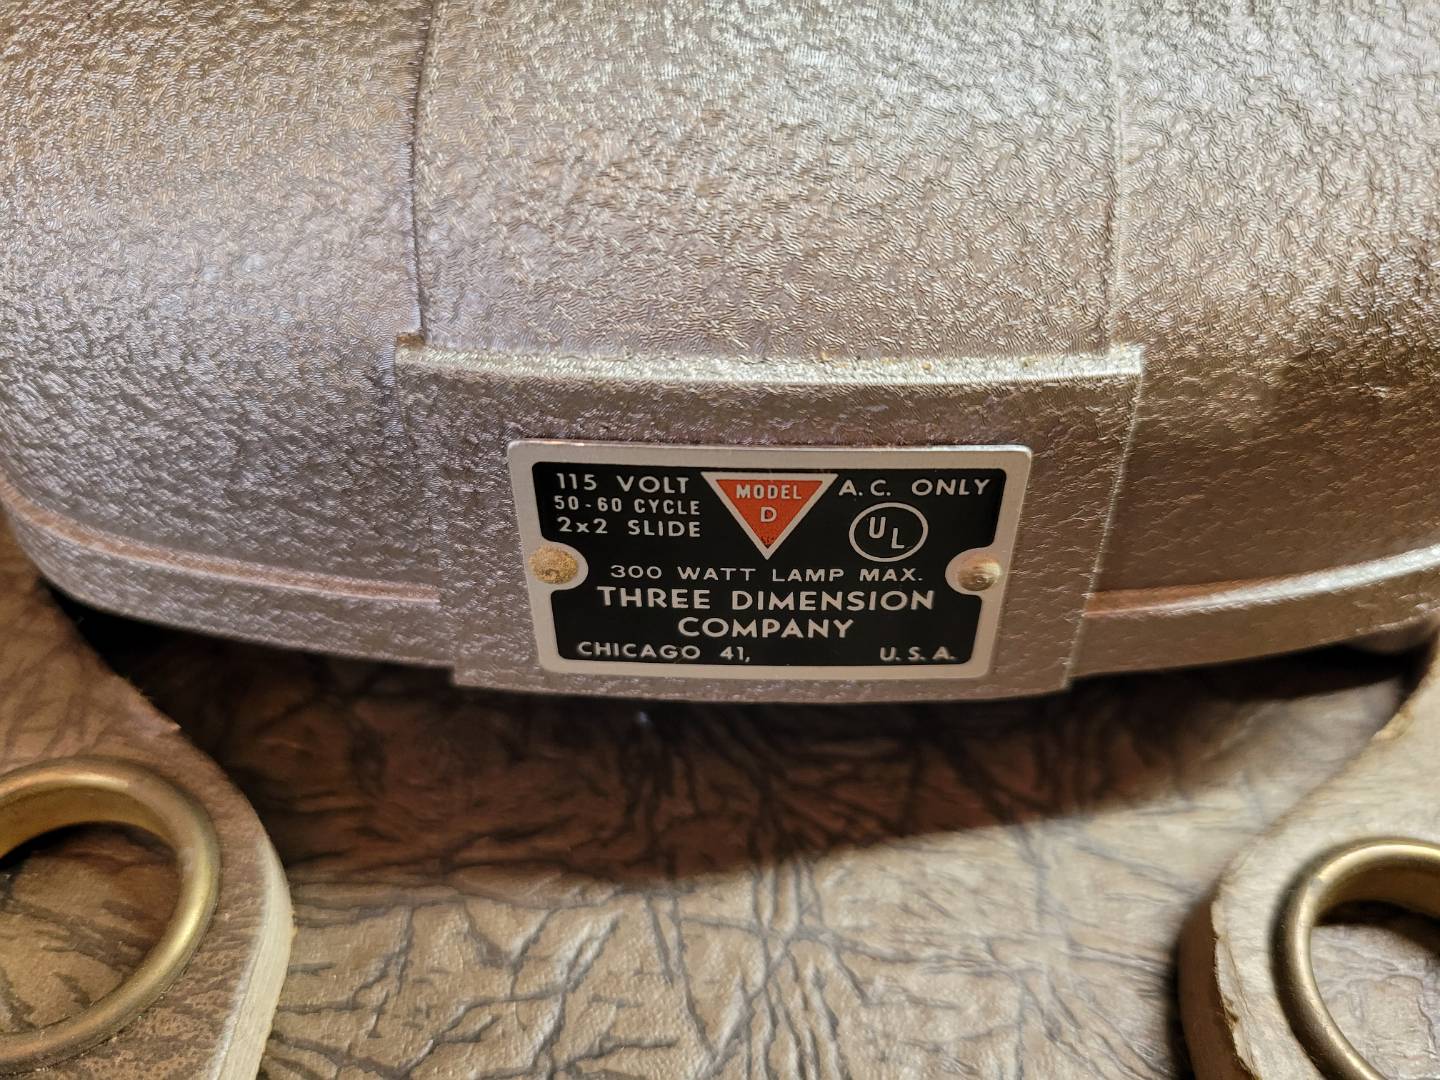 115 VOLT
50-60 CYCLE
2x2 SLIDE
MODEL
D
A.C. ONLY
UL
300 WATT LAMP MAX.
THREE DIMENSION
COMPANY
CHICAGO 41, U.S.A.